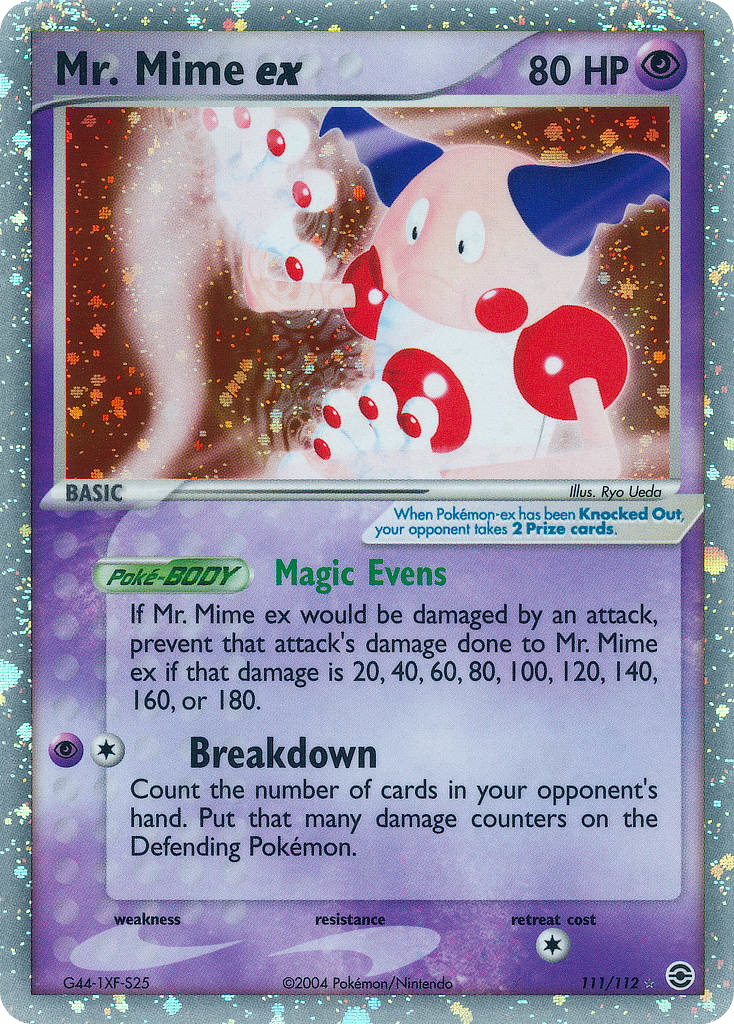 Mr. Mime ex 80 HP
BASIC
Illus. Ryo Ueda
When Pokémon-ex has been Knocked Out,
your opponent takes 2 Prize cards.
Poké-BODY Magic Evens
If Mr. Mime ex would be damaged by an attack,
prevent that attack's damage done to Mr. Mime
ex if that damage is 20, 40, 60, 80, 100, 120, 140,
160, or 180.
Breakdown
Count the number of cards in your opponent's
hand. Put that many damage counters on the
Defending Pokémon.
weakness resistance retreat cost
G44-1XF-S25 ©2004 Pokémon/Nintendo 111/112